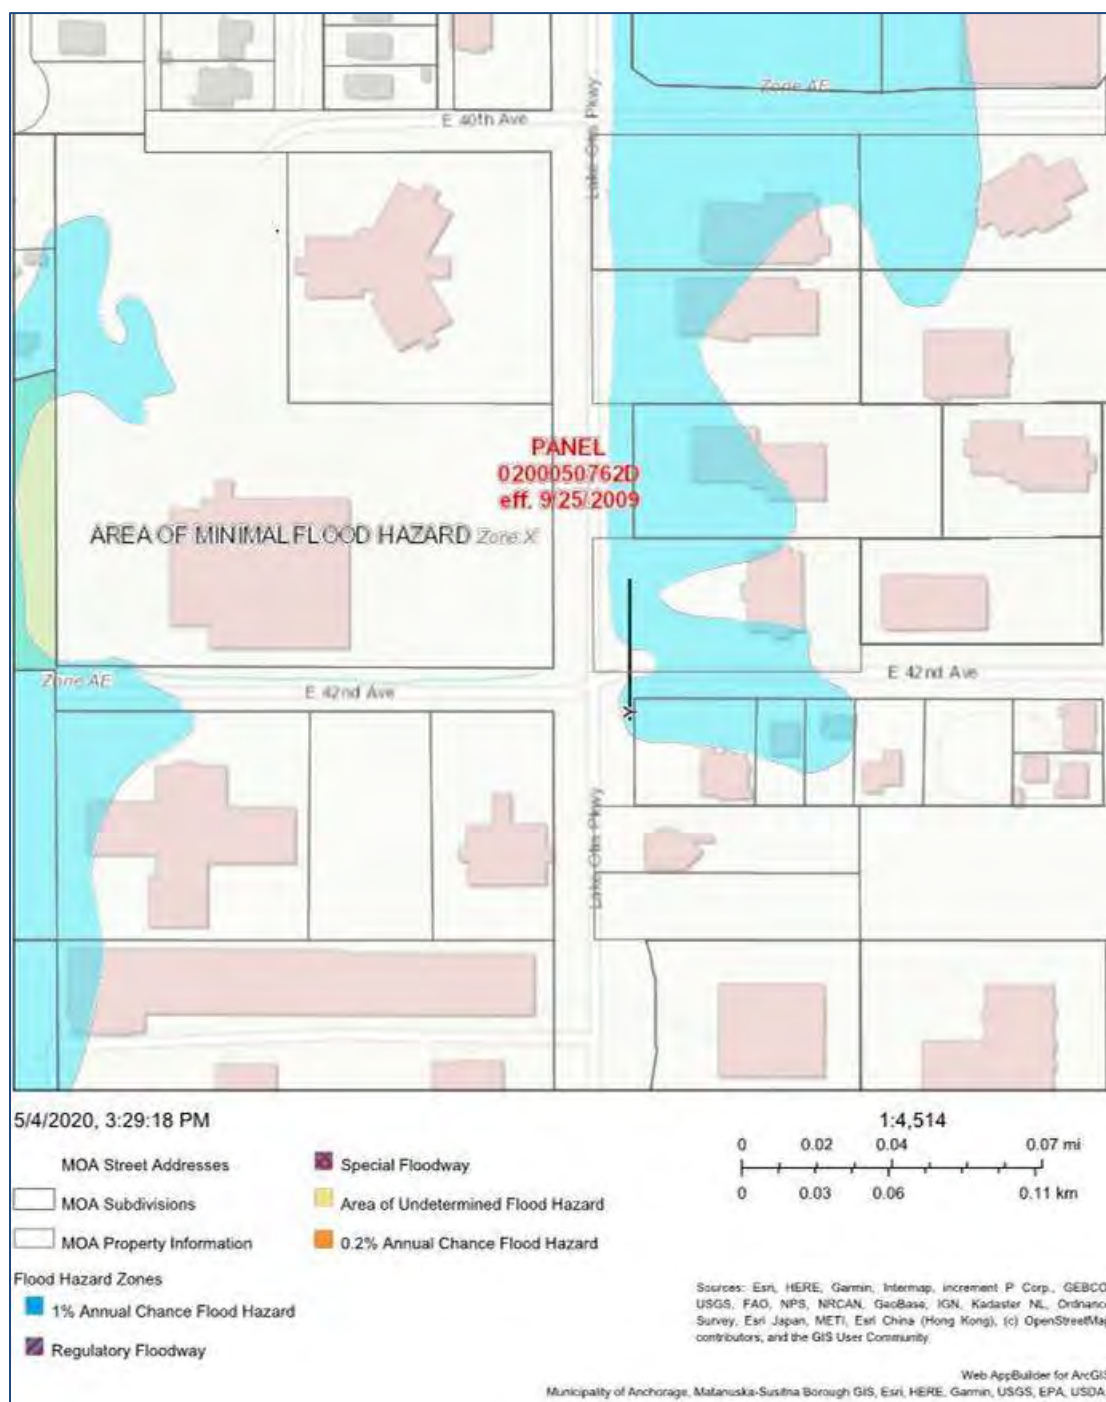 Zone AE
E 40th Ave
Lake Otis Pkwy
PANEL
0200050762D
eff. 9/25/2009
AREA OF MINIMAL FLOOD HAZARD Zone X
Zone AE
E 42nd Ave
E 42nd Ave
Lake Otis Pkwy
5/4/2020, 3:29:18 PM
1:4,514
0 0.02 0.04 0.07 mi
0 0.03 0.06 0.11 km
MOA Street Addresses
MOA Subdivisions
MOA Property Information
Flood Hazard Zones
1% Annual Chance Flood Hazard
Regulatory Floodway
Special Floodway
Area of Undetermined Flood Hazard
0.2% Annual Chance Flood Hazard
Sources: Esri, HERE, Garmin, Intermap, increment P Corp., GEBCO,
USGS, FAO, NPS, NRCAN, GeoBase, IGN, Kadaster NL, Ordnance
Survey, Esri Japan, METI, Esri China (Hong Kong), (c) OpenStreetMap
contributors, and the GIS User Community
Web AppBuilder for ArcGIS
Municipality of Anchorage, Matanuska-Susitna Borough GIS, Esri, HERE, Garmin, USGS, EPA, USDA